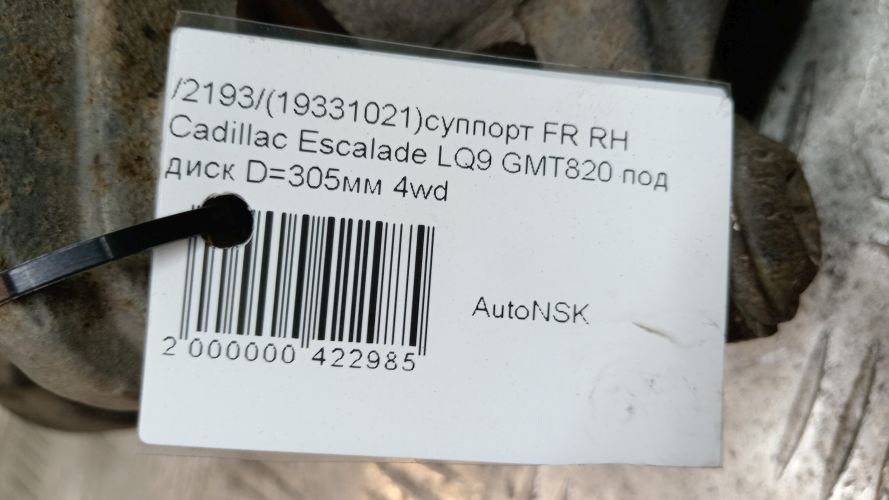 /2193/(19331021)суппорт FR RH
Cadillac Escalade LQ9 GMT820 под
диск D=305мм 4wd
AutoNSK
2 000000 422985